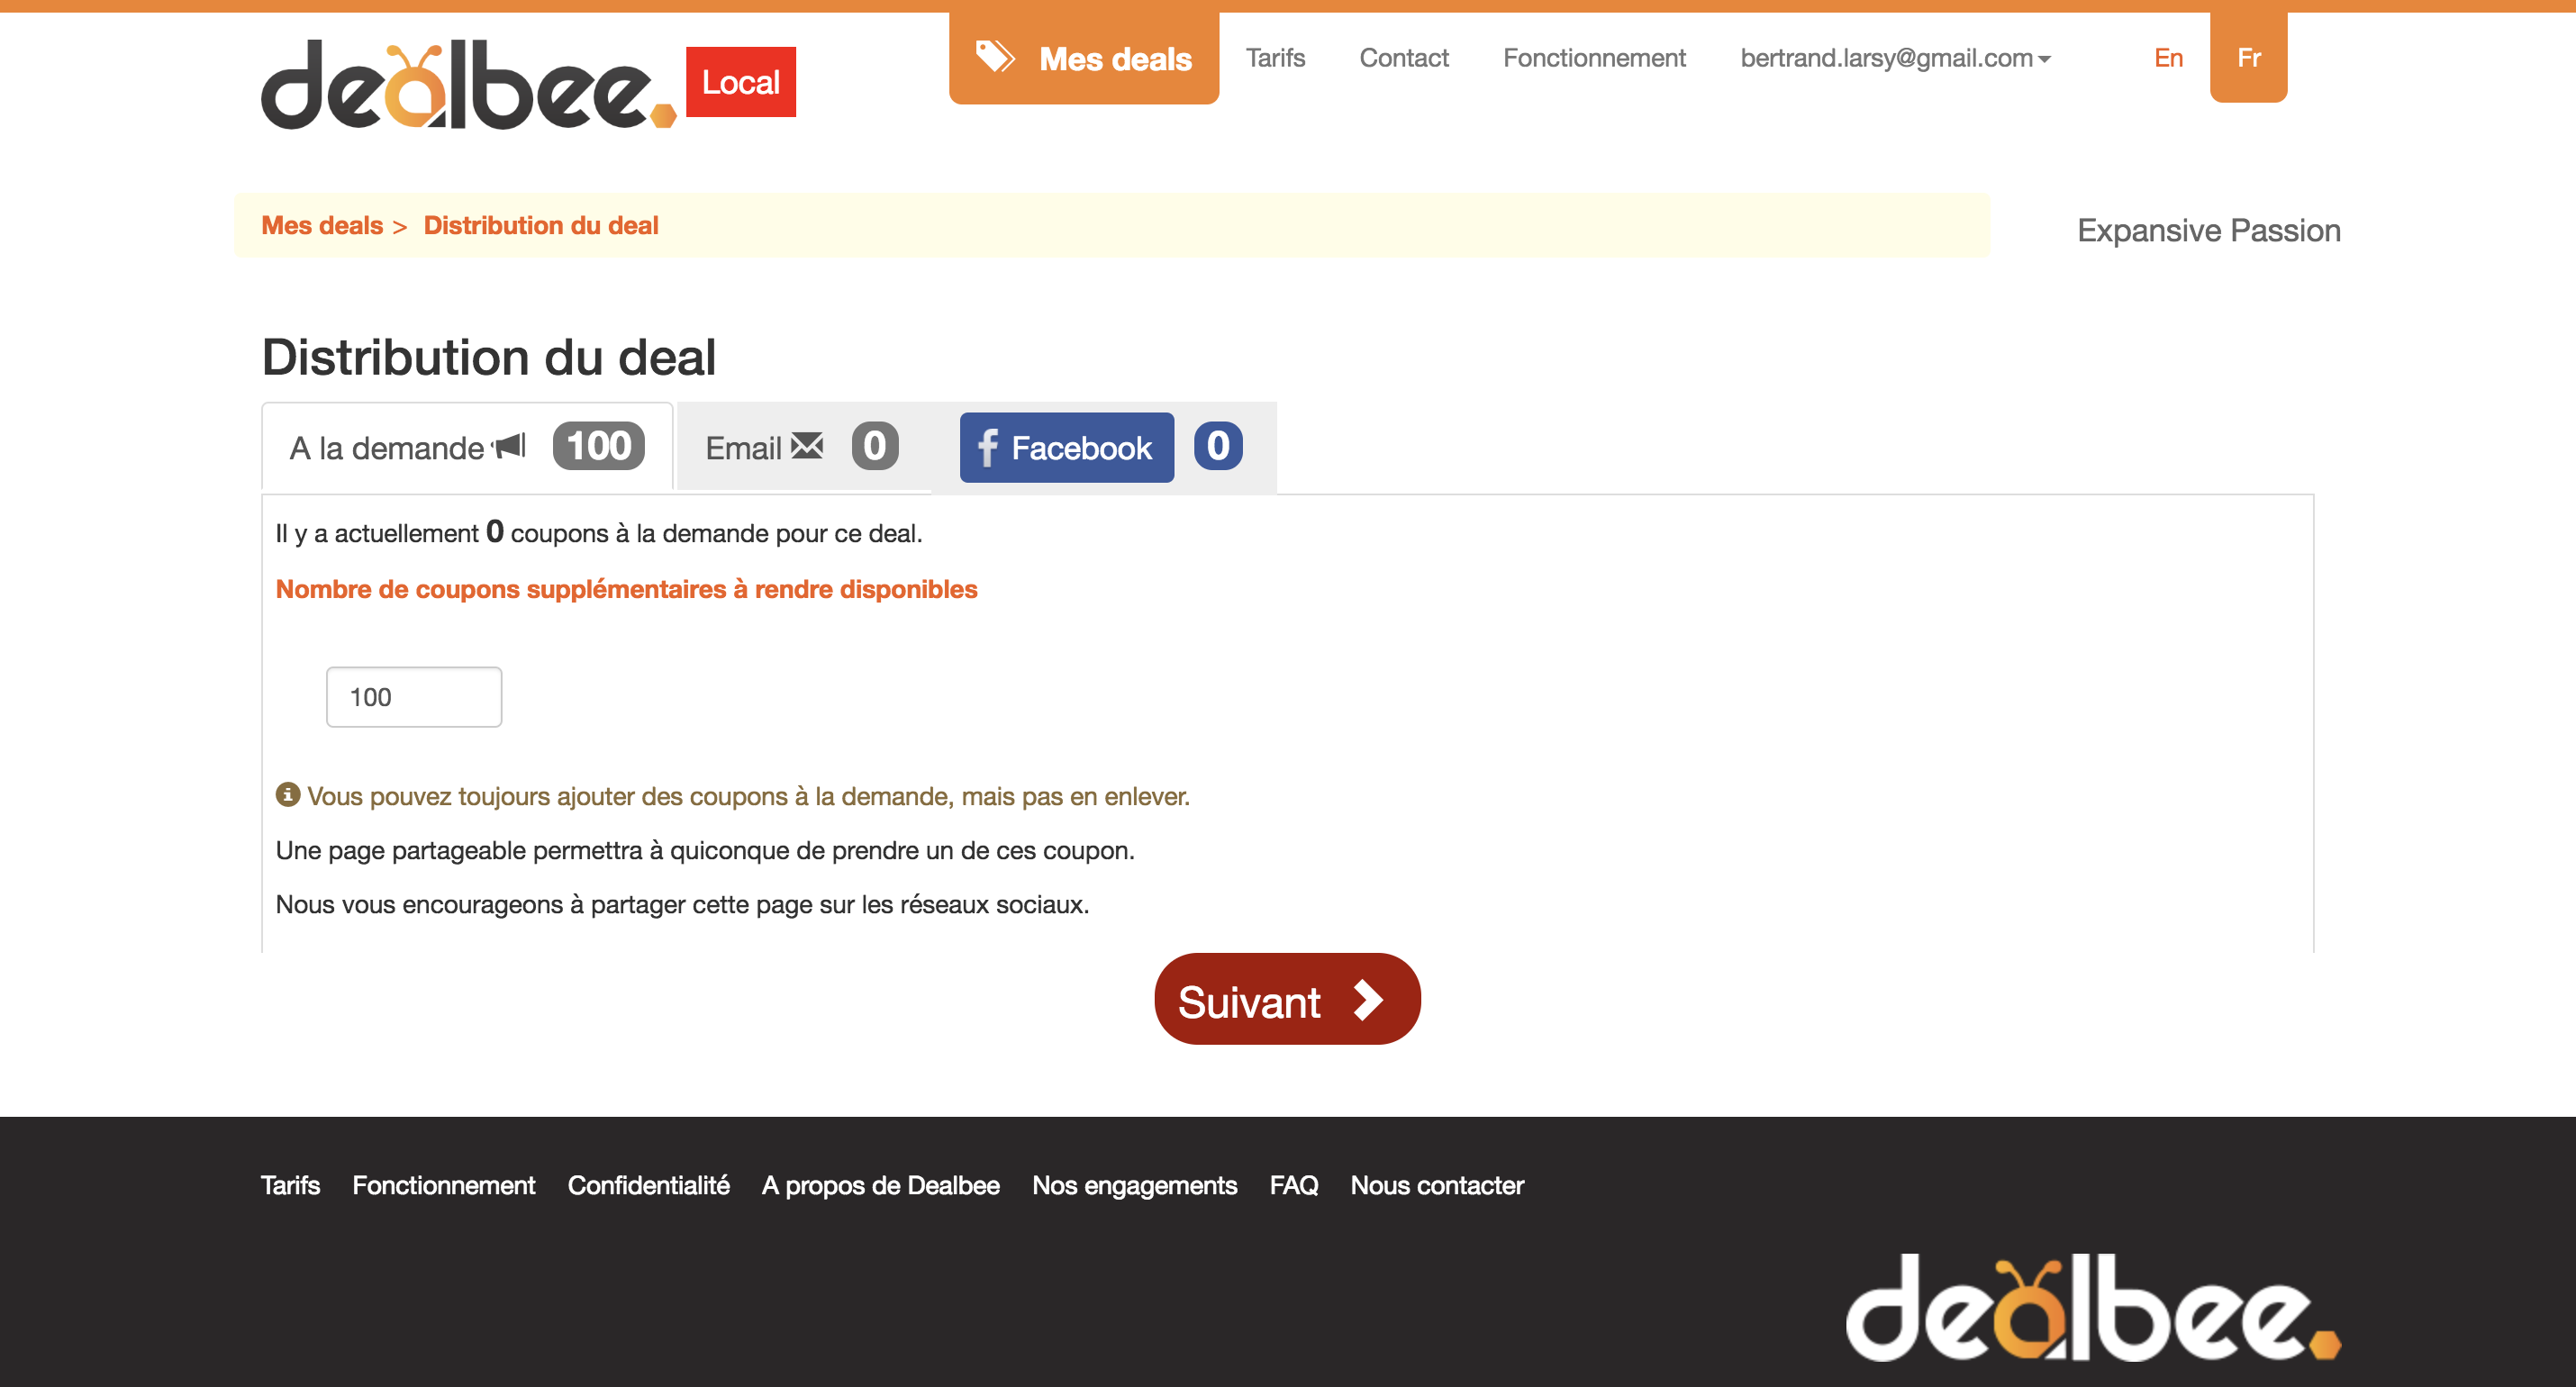 dealbee.
Local
Mes deals
Tarifs
Contact
Fonctionnement
bertrand.larsy@gmail.com
En
Fr
Mes deals > Distribution du deal
Expansive Passion
Distribution du deal
A la demande 100
Email 0
f Facebook 0
Il y a actuellement 0 coupons à la demande pour ce deal.
Nombre de coupons supplémentaires à rendre disponibles
100
Vous pouvez toujours ajouter des coupons à la demande, mais pas en enlever.
Une page partageable permettra à quiconque de prendre un de ces coupon.
Nous vous encourageons à partager cette page sur les réseaux sociaux.
Suivant
Tarifs Fonctionnement Confidentialité A propos de Dealbee Nos engagements FAQ Nous contacter
dealbee.